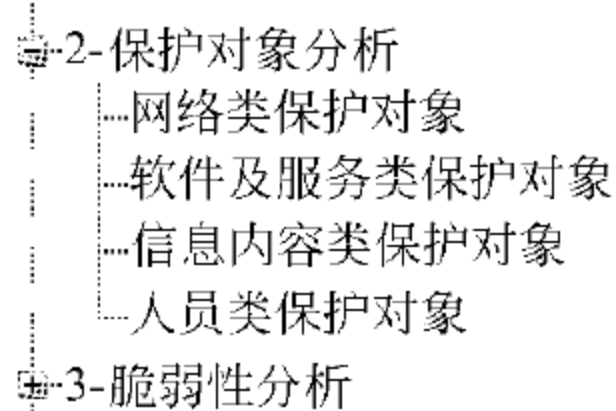 2-保护对象分析
网络类保护对象
软件及服务类保护对象
信息内容类保护对象
人员类保护对象
3-脆弱性分析